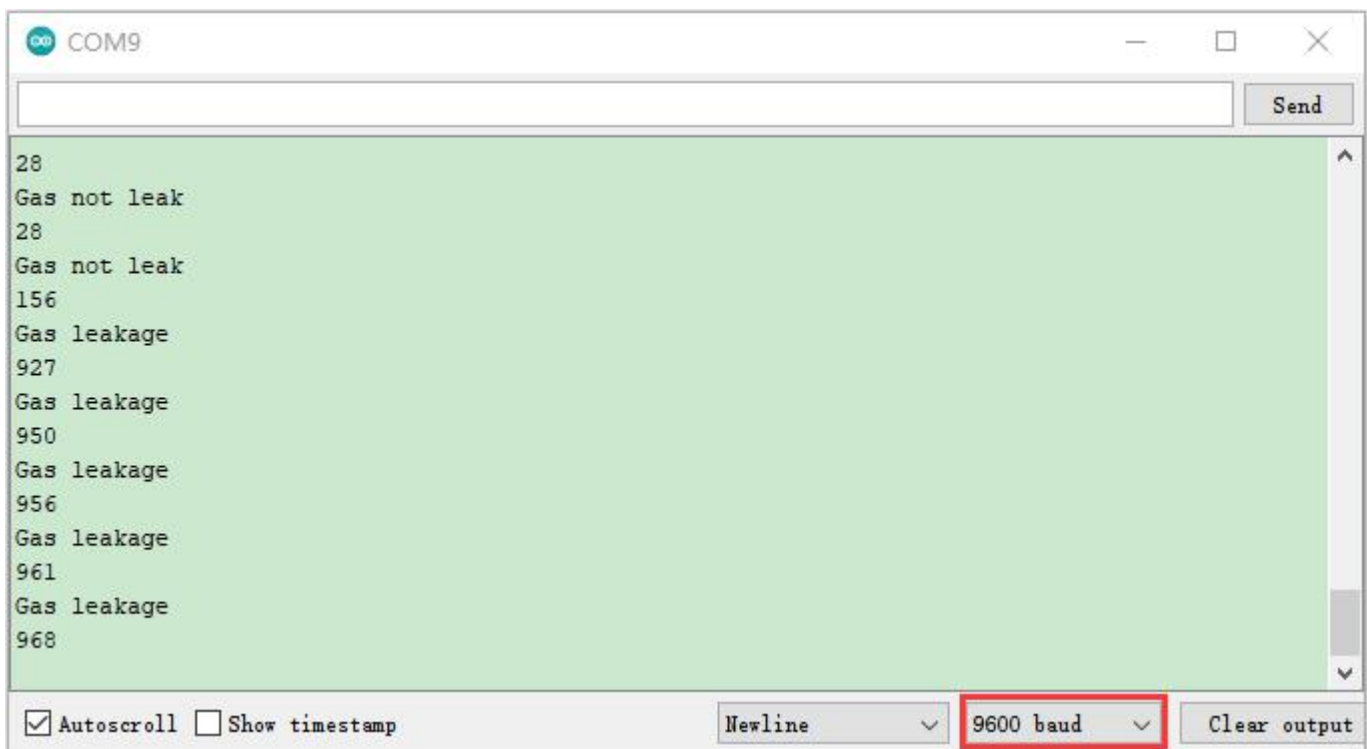 COM9
Send
28
Gas not leak
28
Gas not leak
156
Gas leakage
927
Gas leakage
950
Gas leakage
956
Gas leakage
961
Gas leakage
968
Autoscroll Show timestamp Newline 9600 baud Clear output